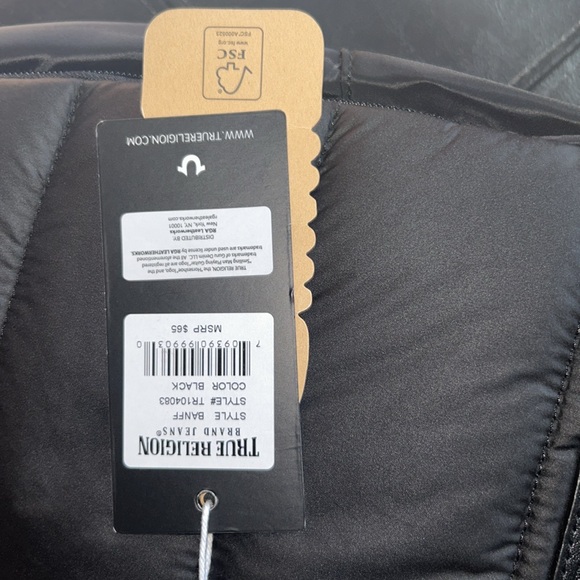 TRUE RELIGION
BRAND JEANS®
STYLE BANFF
STYLE# TR104083
COLOR BLACK
7 09390 99903 0
MSRP $65
TRUE RELIGION, the "Horseshoe" logo, and the
"Smiling Man Playing Guitar" logo are all registered
trademarks of Guru Denim LLC. All the aforementioned
trademarks are used under license by RGA LEATHERWORKS.
DISTRIBUTED BY:
RGA Leatherworks
New York, NY, 10001
rgaleatherworks.com
WWW.TRUERELIGION.COM
FSC
www.fsc.org